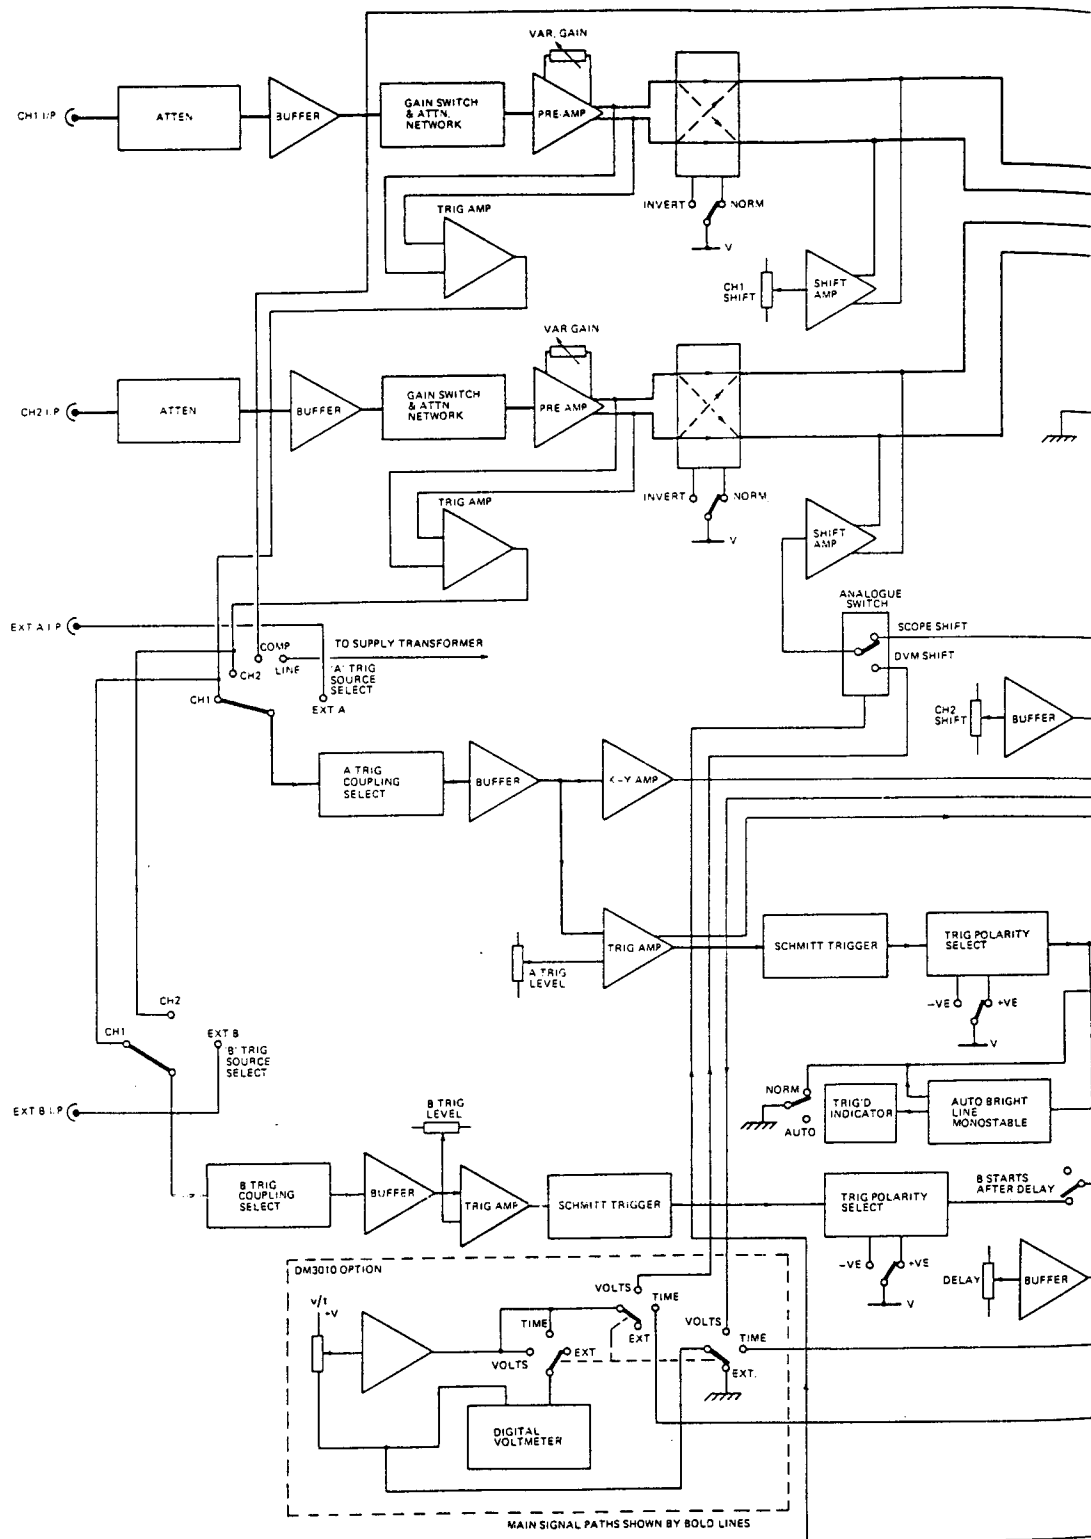 VAR. GAIN
CH1 I/P
ATTEN
BUFFER
GAIN SWITCH
& ATTN.
NETWORK
PRE-AMP
INVERT
NORM
V
TRIG AMP
CH1
SHIFT
SHIFT
AMP
VAR GAIN
CH2 I/P
ATTEN
BUFFER
GAIN SWITCH
& ATTN
NETWORK
PRE AMP
INVERT
NORM.
V
TRIG AMP
SHIFT
AMP
ANALOGUE
SWITCH
SCOPE SHIFT
DVM SHIFT
EXT A I/P
COMP
TO SUPPLY TRANSFORMER
LINE
CH2
'A' TRIG
SOURCE
SELECT
CH1
EXT A
CH2
SHIFT
BUFFER
A TRIG
COUPLING
SELECT
BUFFER
X-Y AMP
TRIG AMP
A TRIG
LEVEL
SCHMITT TRIGGER
TRIG POLARITY
SELECT
-VE
+VE
V
CH2
CH1
EXT B
'B' TRIG
SOURCE
SELECT
EXT B I/P
NORM
AUTO
TRIG'D
INDICATOR
AUTO BRIGHT
LINE
MONOSTABLE
B TRIG
LEVEL
B TRIG
COUPLING
SELECT
BUFFER
TRIG AMP
SCHMITT TRIGGER
TRIG POLARITY
SELECT
B STARTS
AFTER DELAY
-VE
+VE
V
DELAY
BUFFER
DM3010 OPTION
v/t
+V
VOLTS
TIME
EXT
VOLTS
TIME
EXT
VOLTS
TIME
EXT.
DIGITAL
VOLTMETER
MAIN SIGNAL PATHS SHOWN BY BOLD LINES